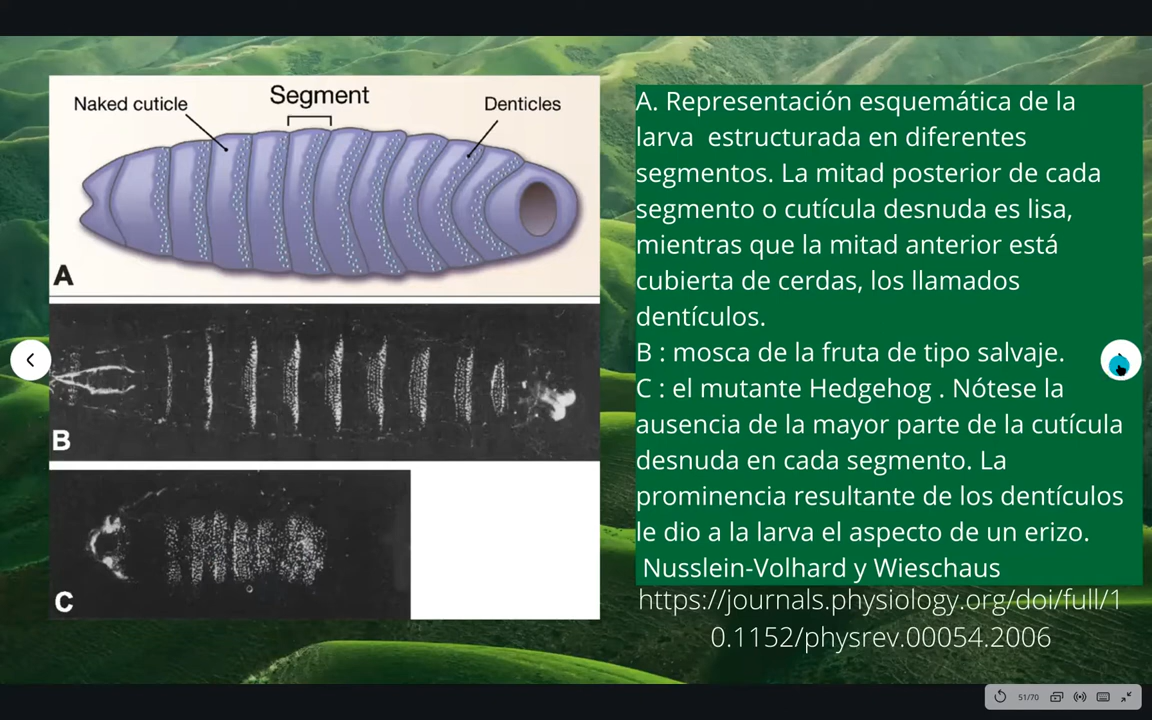 Naked cuticle
Segment
Denticles
A
B
C
A. Representación esquemática de la
larva estructurada en diferentes
segmentos. La mitad posterior de cada
segmento o cutícula desnuda es lisa,
mientras que la mitad anterior está
cubierta de cerdas, los llamados
dentículos.
B : mosca de la fruta de tipo salvaje.
C : el mutante Hedgehog . Nótese la
ausencia de la mayor parte de la cutícula
desnuda en cada segmento. La
prominencia resultante de los dentículos
le dio a la larva el aspecto de un erizo.
Nusslein-Volhard y Wieschaus
https://journals.physiology.org/doi/full/1
0.1152/physrev.00054.2006
51/70